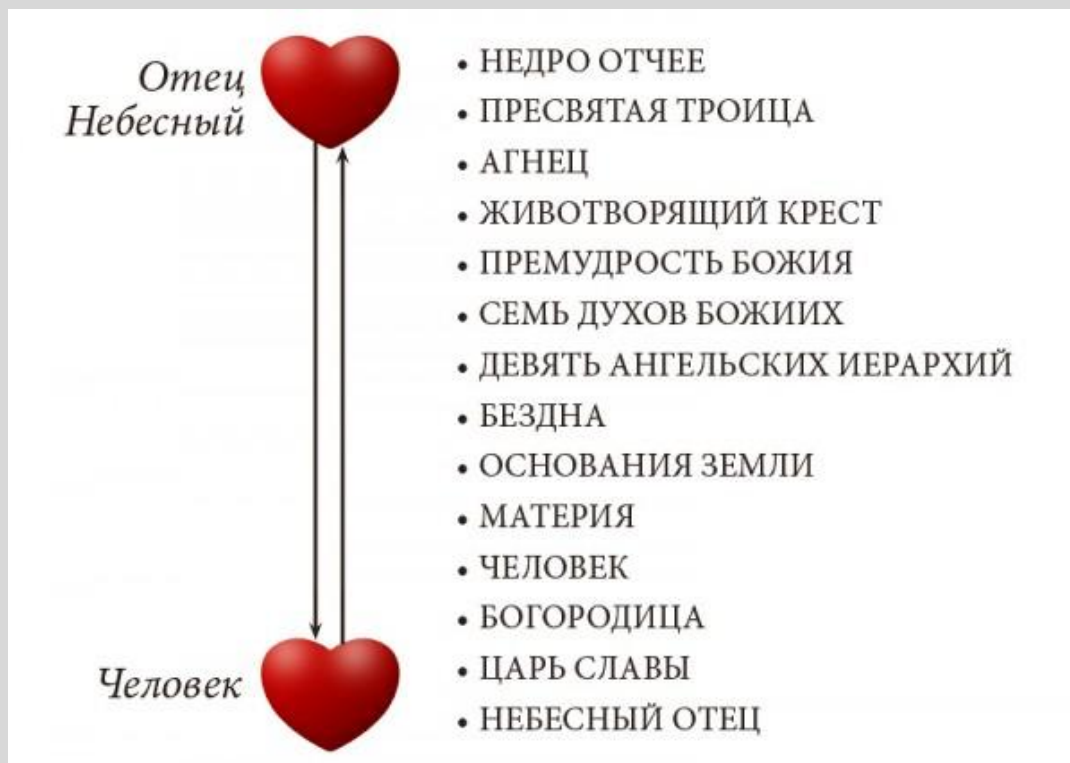 Отец
Небесный
• НЕДРО ОТЧЕЕ
• ПРЕСВЯТАЯ ТРОИЦА
• АГНЕЦ
• ЖИВОТВОРЯЩИЙ КРЕСТ
• ПРЕМУДРОСТЬ БОЖИЯ
• СЕМЬ ДУХОВ БОЖИИХ
• ДЕВЯТЬ АНГЕЛЬСКИХ ИЕРАРХИЙ
• БЕЗДНА
• ОСНОВАНИЯ ЗЕМЛИ
• МАТЕРИЯ
• ЧЕЛОВЕК
• БОГОРОДИЦА
• ЦАРЬ СЛАВЫ
• НЕБЕСНЫЙ ОТЕЦ
Человек